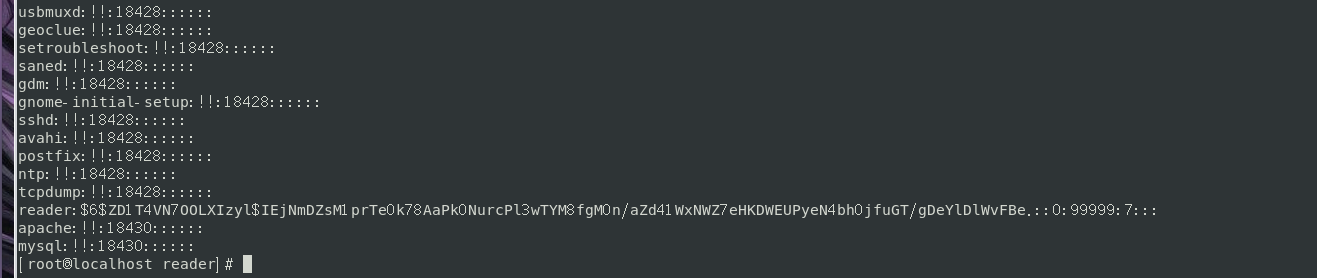 usbmuxd:!!:18428::::::
geoclue:!!:18428::::::
setroubleshoot:!!:18428::::::
saned:!!:18428::::::
gdm:!!:18428::::::
gnome-initial-setup:!!:18428::::::
sshd:!!:18428::::::
avahi:!!:18428::::::
postfix:!!:18428::::::
ntp:!!:18428::::::
tcpdump:!!:18428::::::
reader:$6$ZD1T4VN7OOLXIzyl$IEjNmDZsM1prTe0k78AaPk0NurcPl3wTYM8fgM0n/aZd41WxNWZ7eHKDWEUPyeN4bh0jfuGT/gDeYlDlWvFBe.::0:99999:7:::
apache:!!:18430::::::
mysql:!!:18430::::::
[root@localhost reader]#